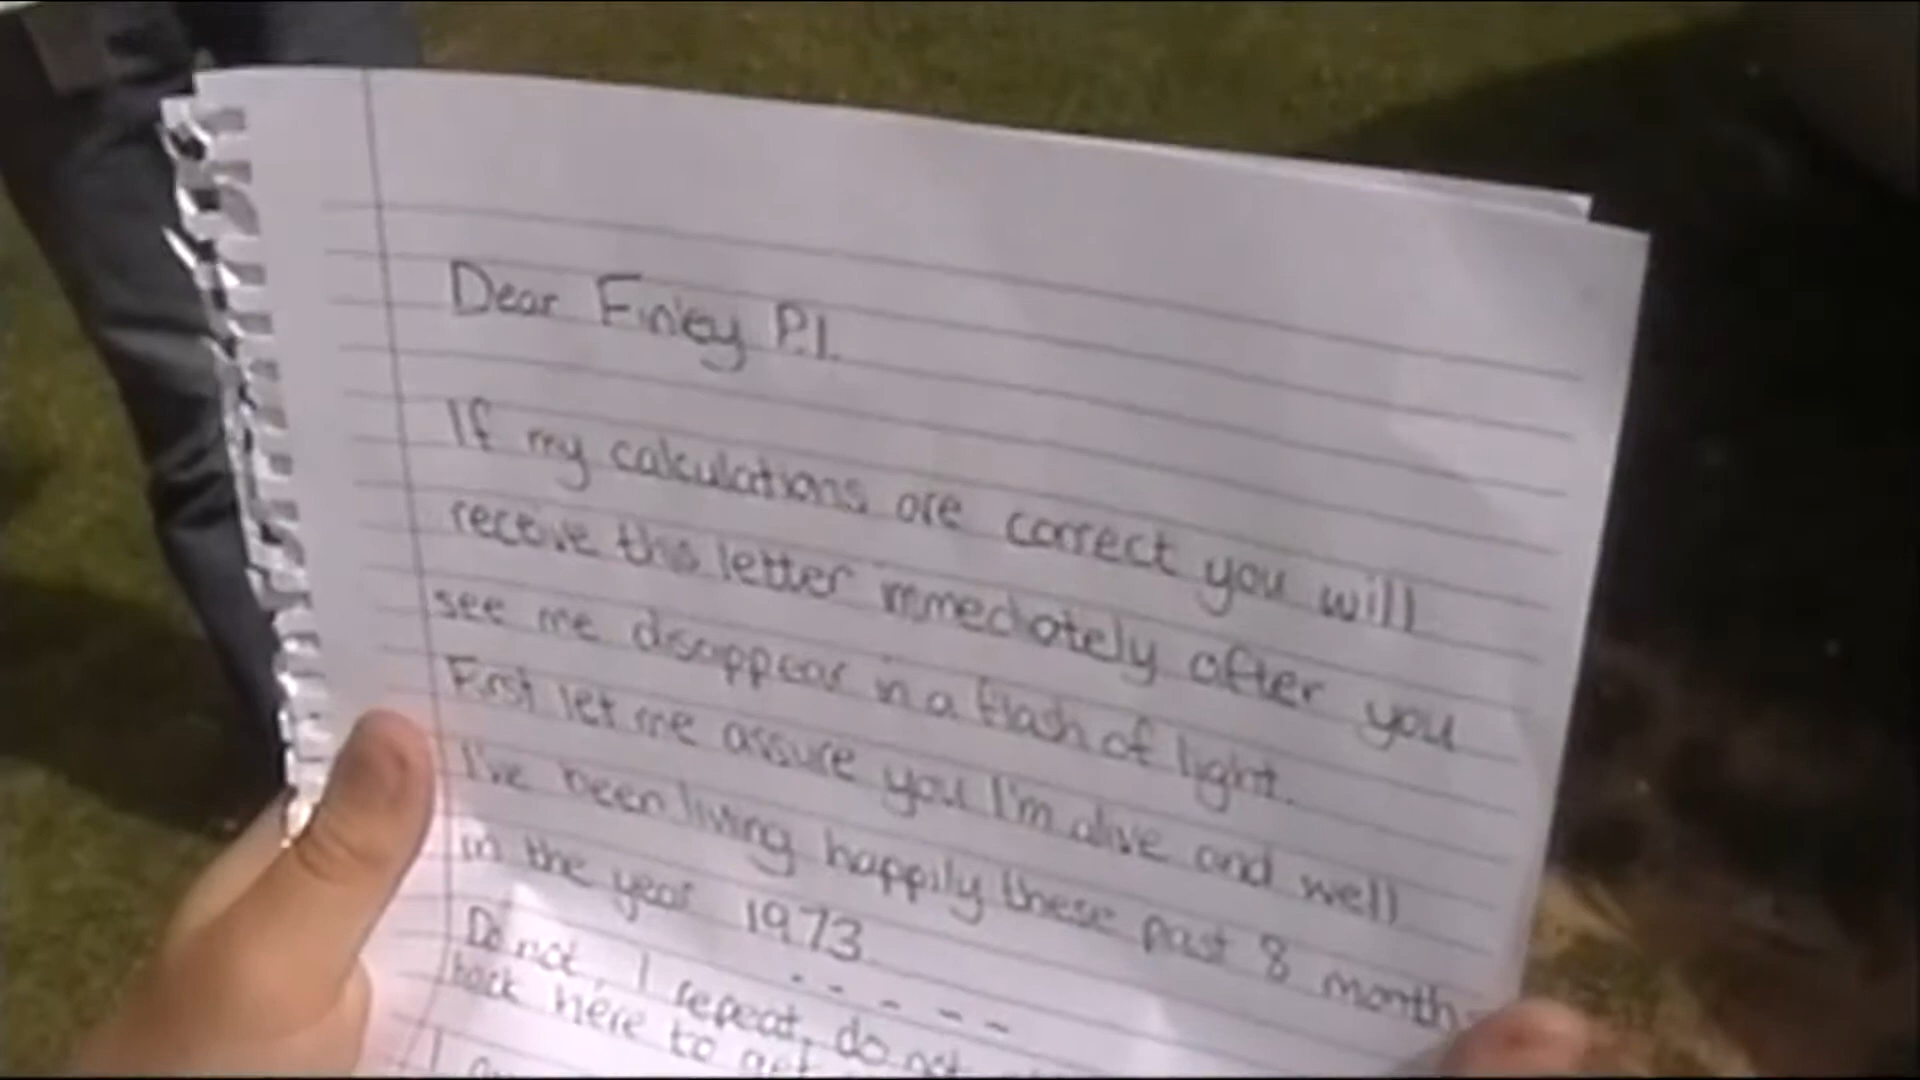 Dear Finley P.I.
If my calculations are correct you will
receive this letter immediately after you
see me disappear in a flash of light.
First let me assure you I'm alive and well
I've been living happily these past 8 months
in the year 1973
- - - - -
Do not, I repeat, do not
back here to get
I